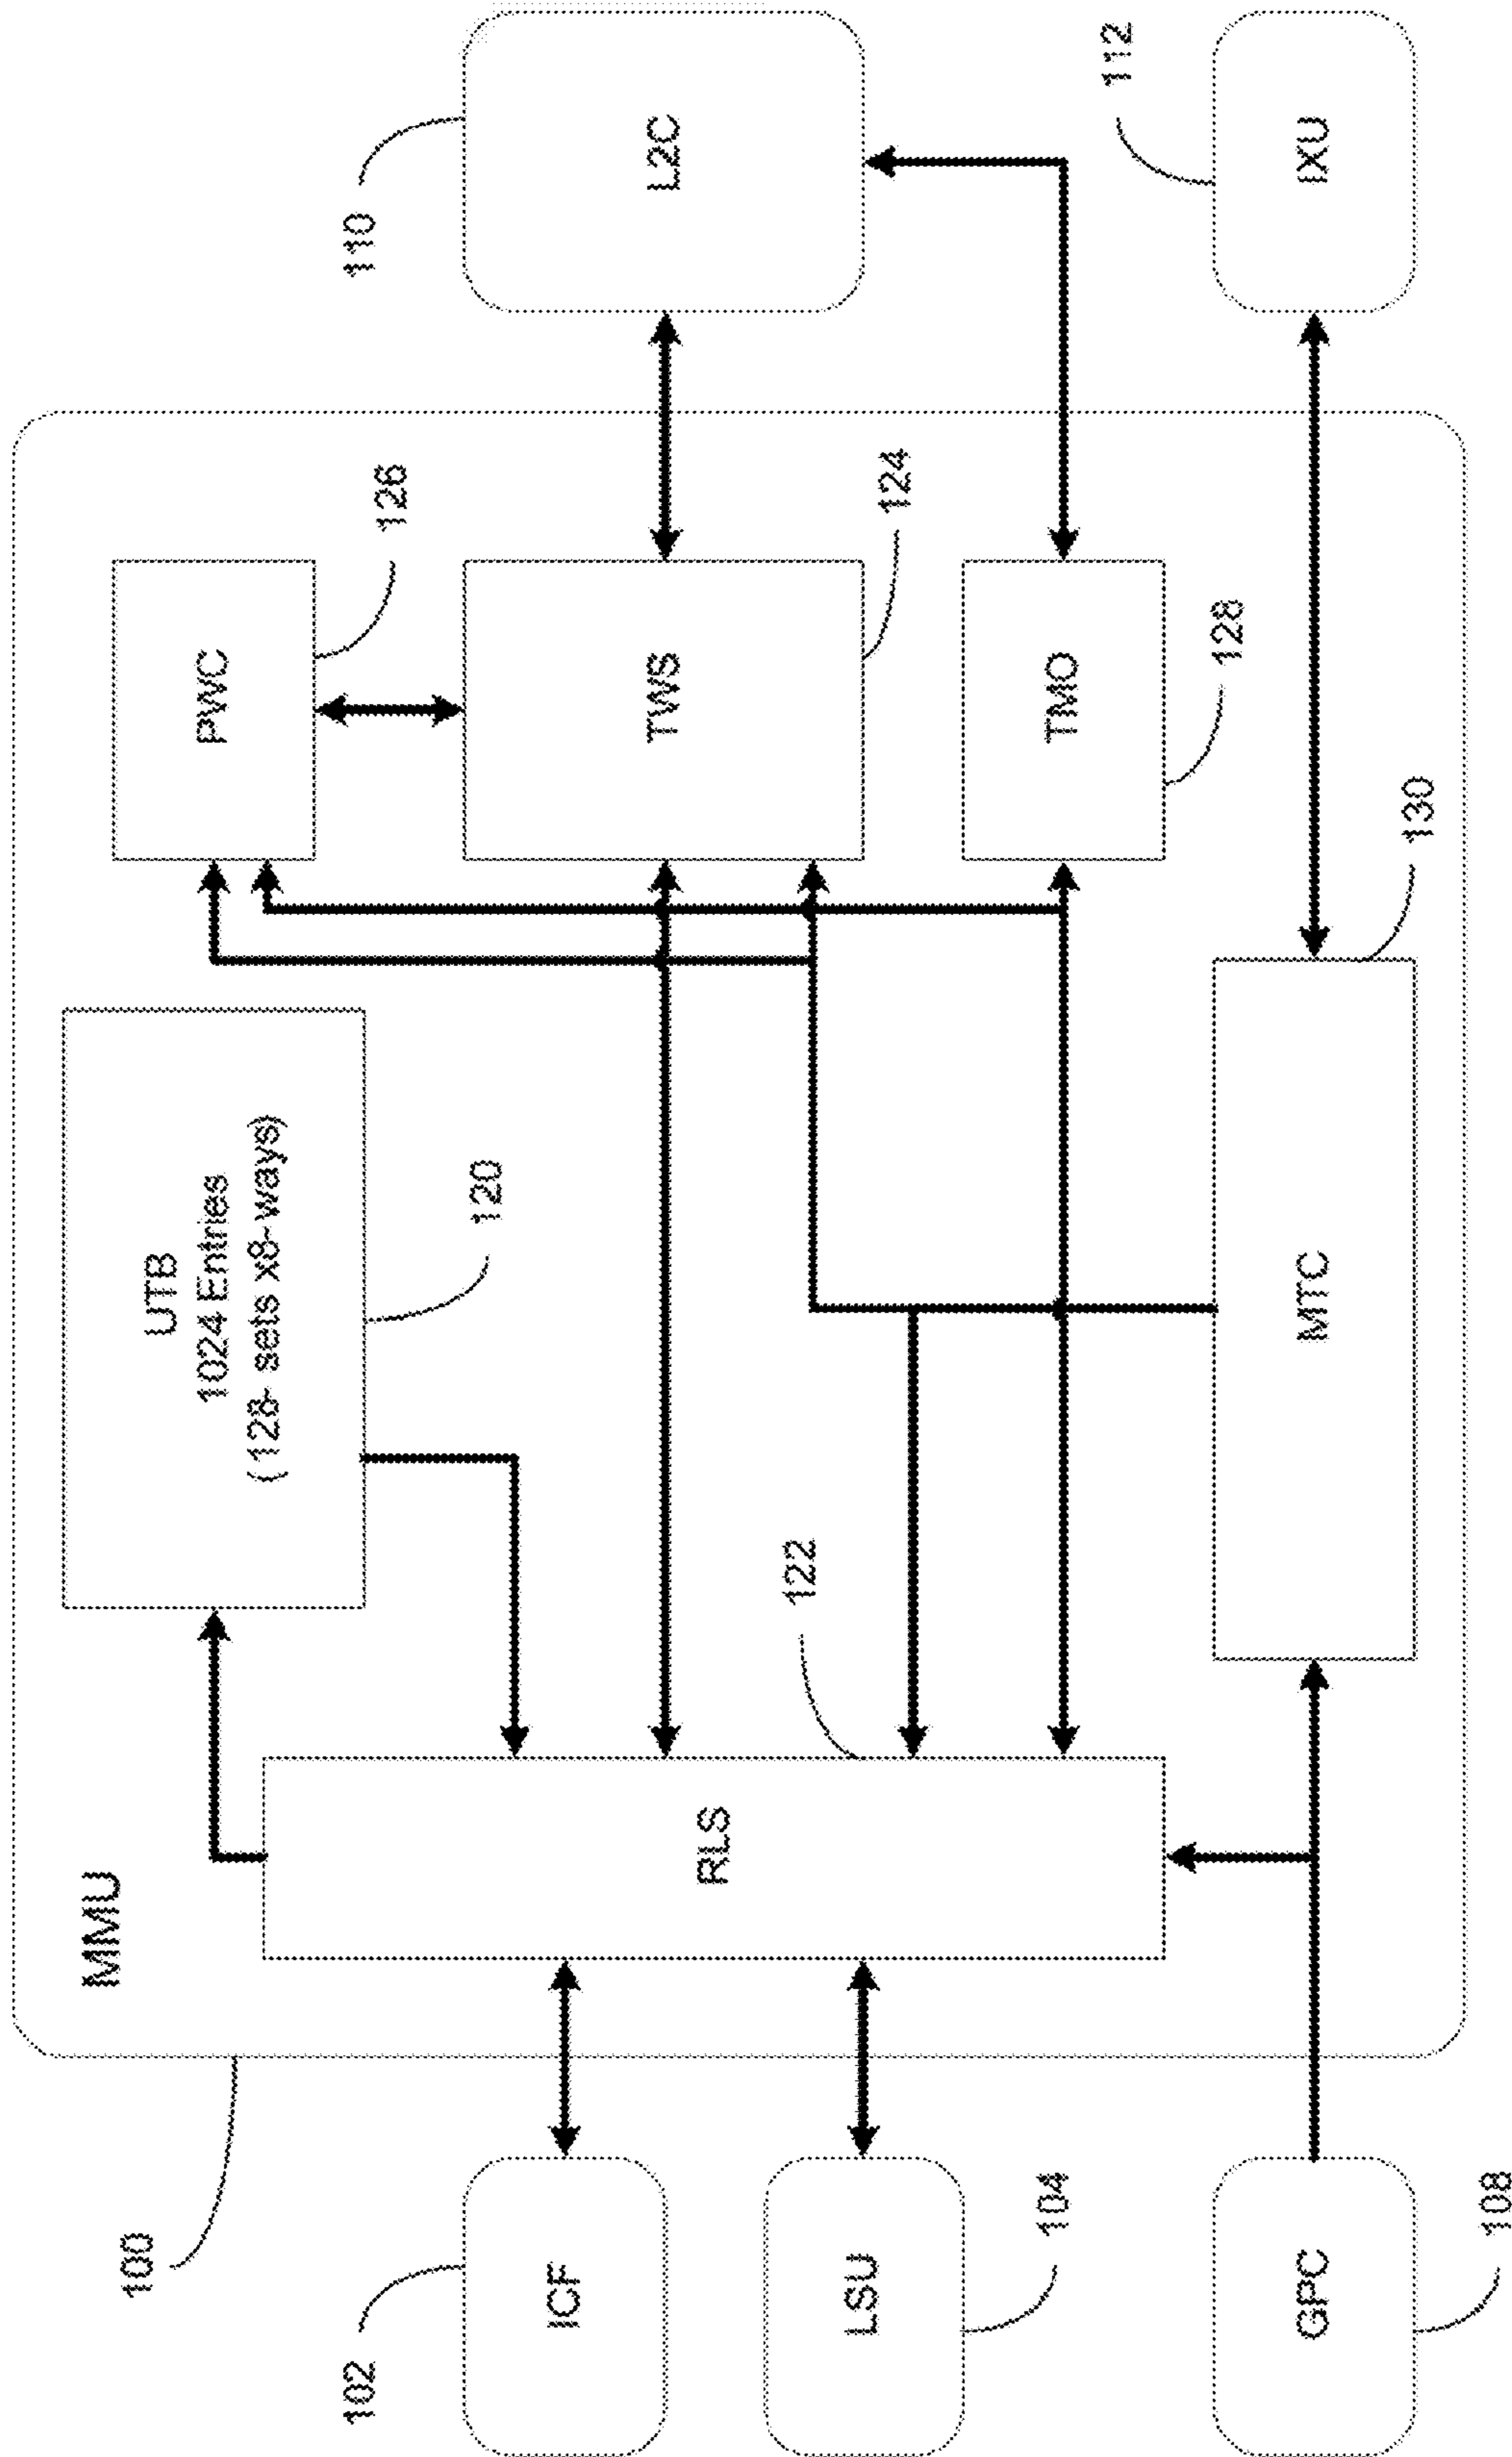 100
MMU
102
ICF
104
LSU
108
GPC
RLS
122
UTB
1024 Entries
(128- sets x8-ways)
120
MTC
130
PWC
126
TWS
124
TMO
128
110
L2C
112
IXU